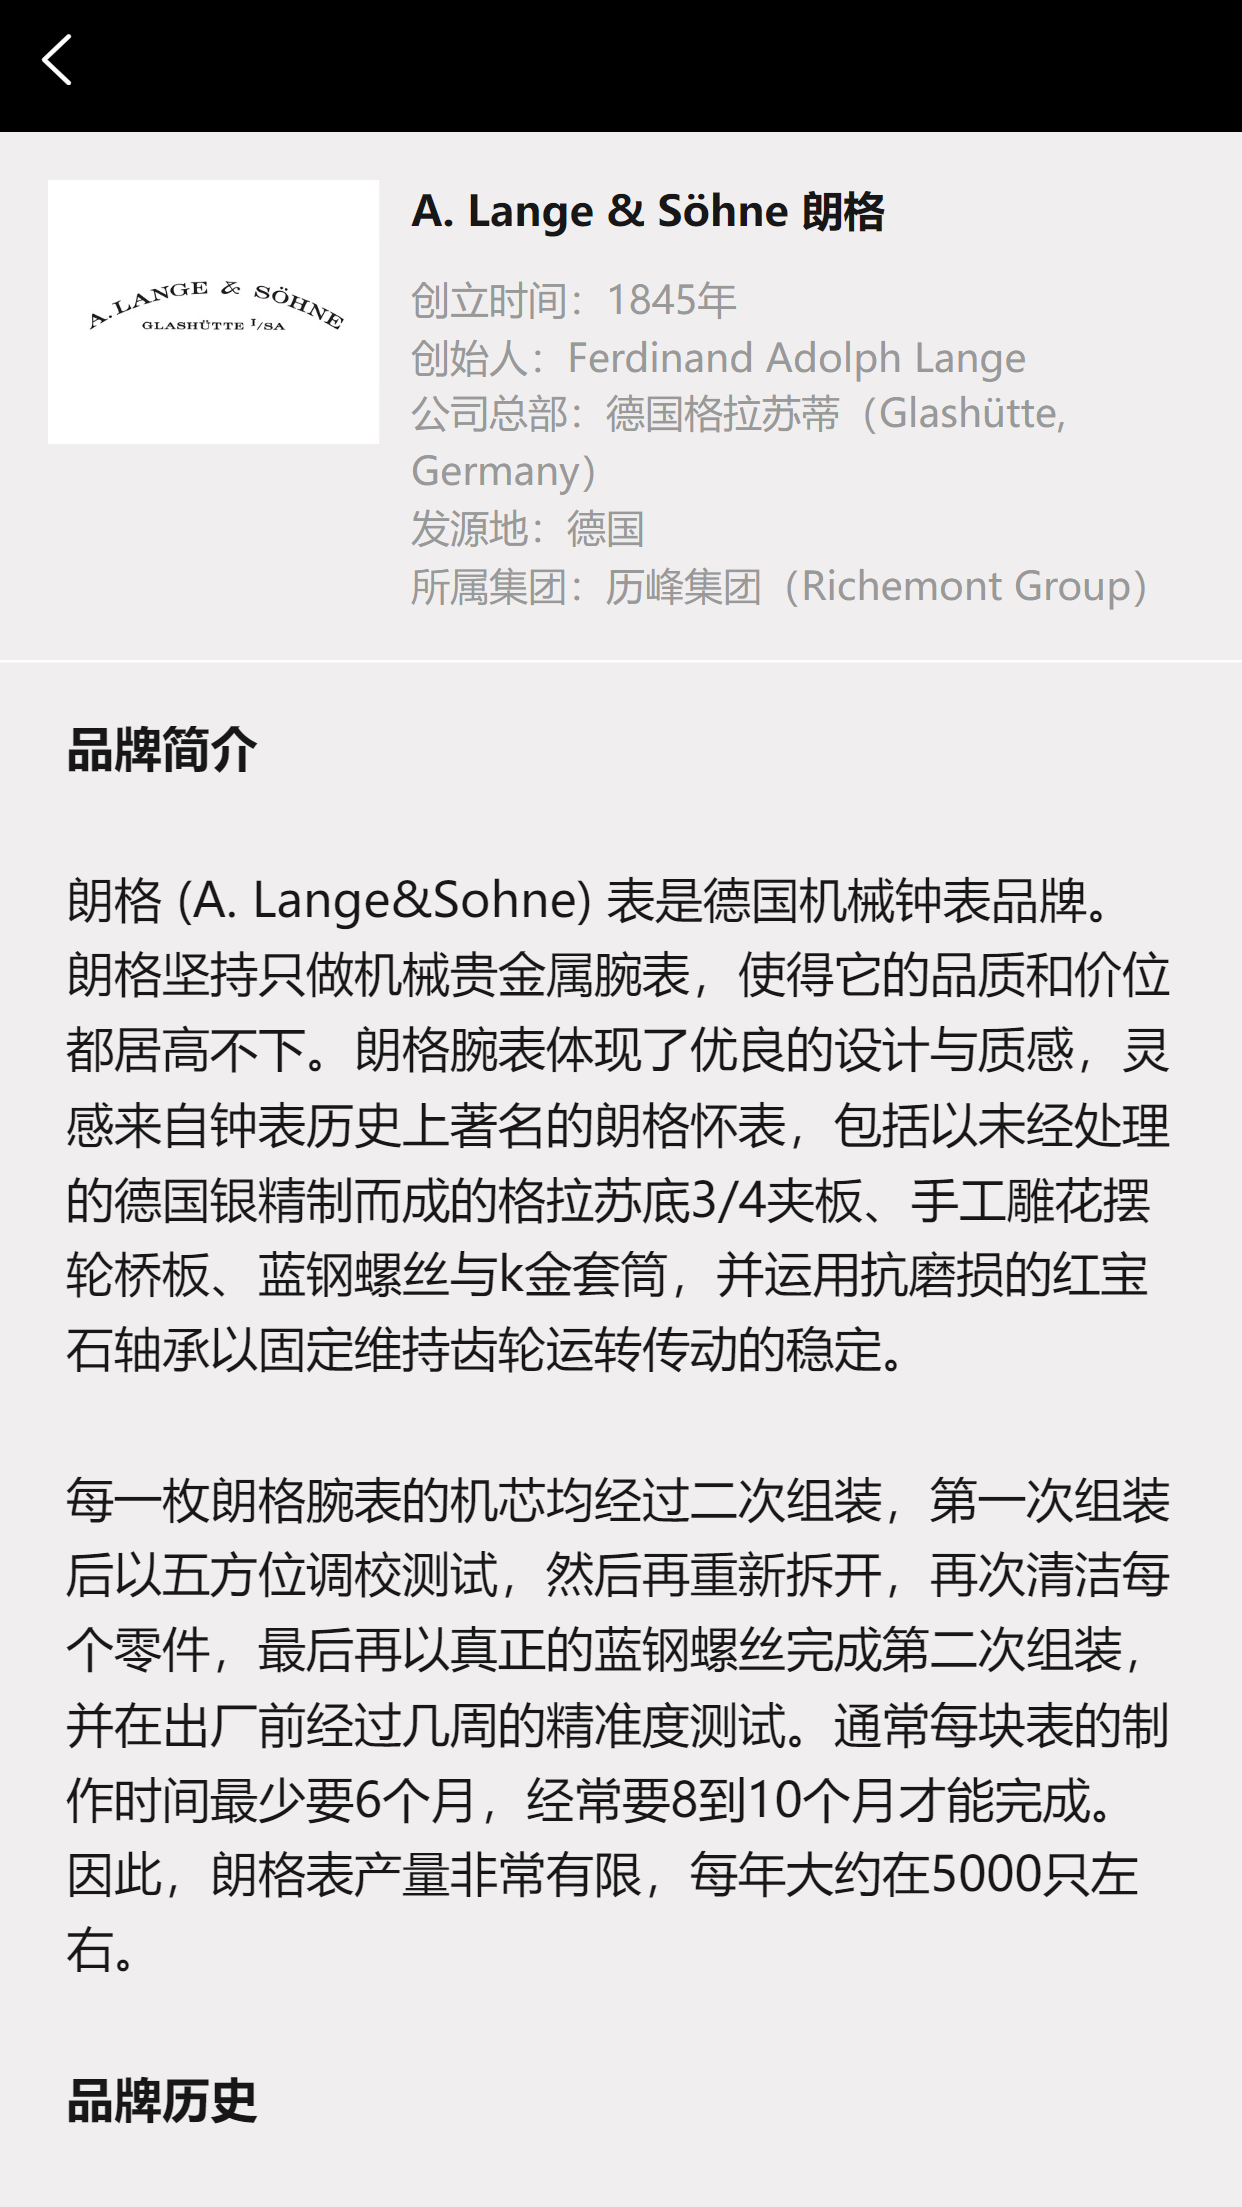 A. LANGE & SÖHNE
GLASHÜTTE I/SA
A. Lange & Söhne 朗格
创立时间：1845年
创始人：Ferdinand Adolph Lange
公司总部：德国格拉苏蒂（Glashütte,
Germany）
发源地：德国
所属集团：历峰集团（Richemont Group）
品牌简介
朗格 (A. Lange&Sohne) 表是德国机械钟表品牌。
朗格坚持只做机械贵金属腕表，使得它的品质和价位
都居高不下。朗格腕表体现了优良的设计与质感，灵
感来自钟表历史上著名的朗格怀表，包括以未经处理
的德国银精制而成的格拉苏底3/4夹板、手工雕花摆
轮桥板、蓝钢螺丝与k金套筒，并运用抗磨损的红宝
石轴承以固定维持齿轮运转传动的稳定。
每一枚朗格腕表的机芯均经过二次组装，第一次组装
后以五方位调校测试，然后再重新拆开，再次清洁每
个零件，最后再以真正的蓝钢螺丝完成第二次组装，
并在出厂前经过几周的精准度测试。通常每块表的制
作时间最少要6个月，经常要8到10个月才能完成。
因此，朗格表产量非常有限，每年大约在5000只左
右。
品牌历史